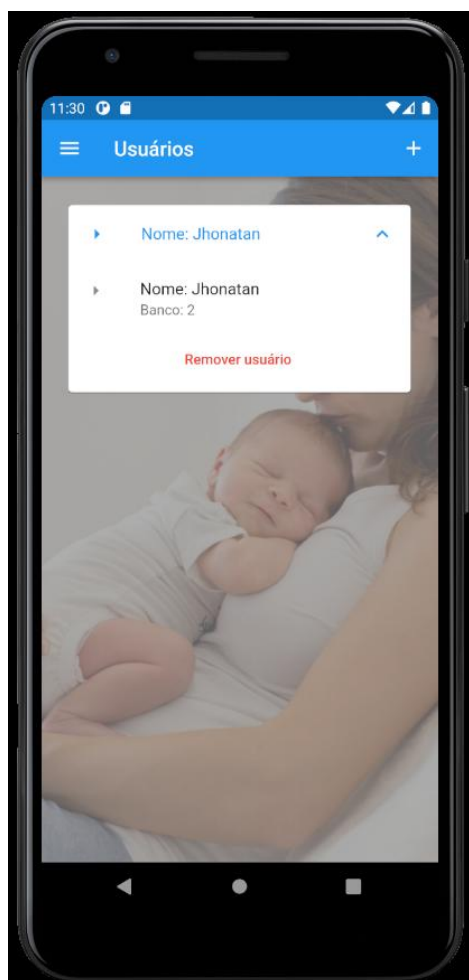 11:30
Usuários
Nome: Jhonatan
Nome: Jhonatan
Banco: 2
Remover usuário